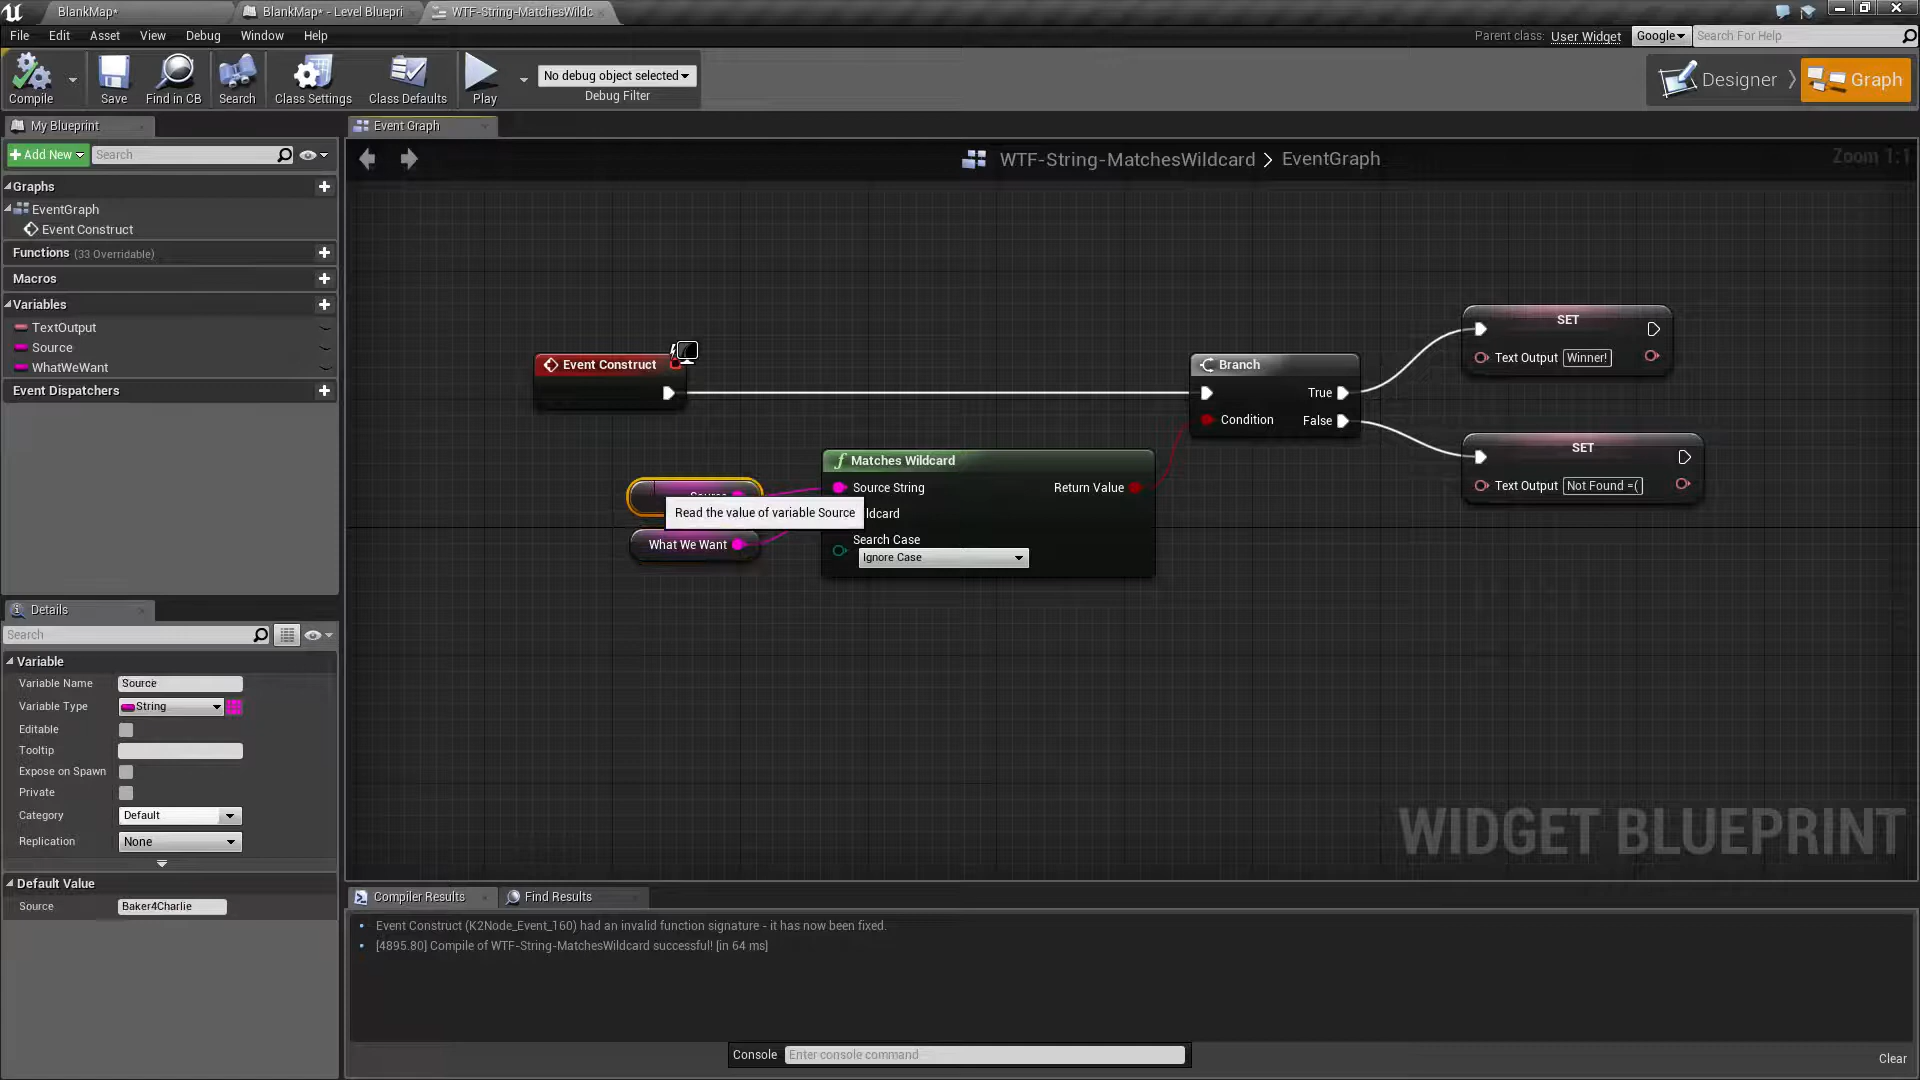 BlankMap*
BlankMap* - Level Bluepri
WTF-String-MatchesWildc
File Edit Asset View Debug Window Help
Parent class: User Widget Google Search For Help
Compile
Save
Find in CB
Search
Class Settings
Class Defaults
Play
No debug object selected
Debug Filter
Designer
Graph
My Blueprint
Add New Search
Graphs
EventGraph
Event Construct
Functions (33 Overridable)
Macros
Variables
TextOutput
Source
WhatWeWant
Event Dispatchers
Event Graph
WTF-String-MatchesWildcard > EventGraph
Zoom 1:1
Event Construct
Branch
True
Condition False
SET
Text Output Winner!
SET
Text Output Not Found =(
Matches Wildcard
Source String Return Value
Read the value of variable Source
ldcard
What We Want
Search Case
Ignore Case
WIDGET BLUEPRINT
Details
Search
Variable
Variable Name Source
Variable Type String
Editable
Tooltip
Expose on Spawn
Private
Category Default
Replication None
Default Value
Source Baker4Charlie
Compiler Results
Find Results
Event Construct (K2Node_Event_160) had an invalid function signature - it has now been fixed.
[4895.80] Compile of WTF-String-MatchesWildcard successful! [in 64 ms]
Console Enter console command
Clear